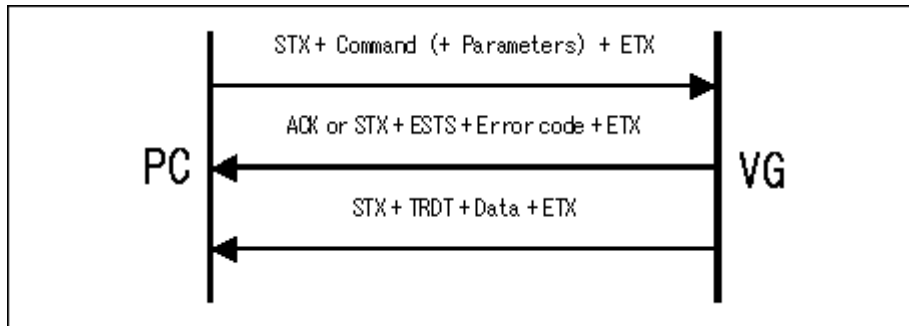 STX + Command (+ Parameters) + ETX
ACK or STX + ESTS + Error code + ETX
PC
VG
STX + TRDT + Data + ETX